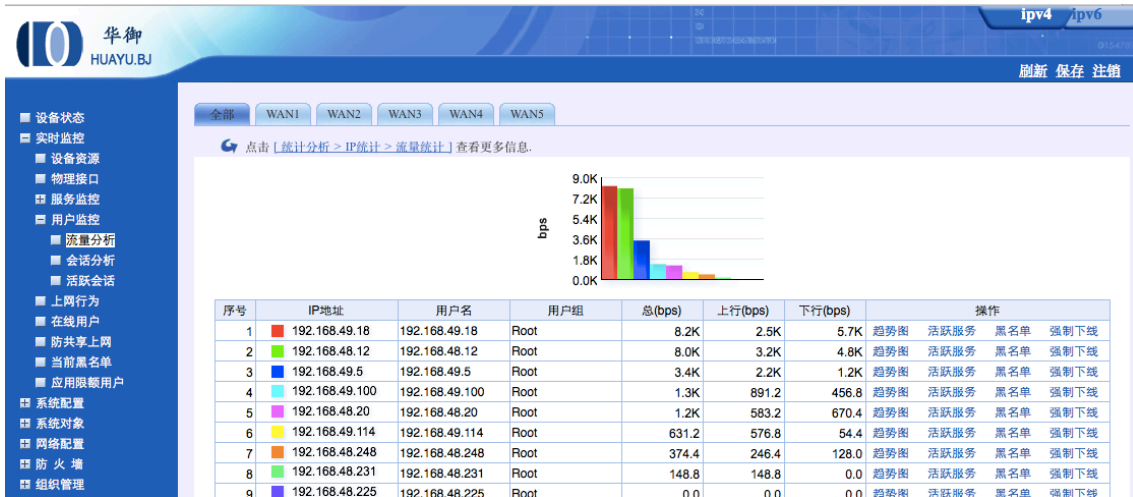 华御
HUAYU.BJ
ipv4 ipv6
刷新 保存 注销
设备状态
实时监控
设备资源
物理接口
服务监控
用户监控
流量分析
会话分析
活跃会话
上网行为
在线用户
防共享上网
当前黑名单
应用限额用户
系统配置
系统对象
网络配置
防 火 墙
组织管理
全部 WAN1 WAN2 WAN3 WAN4 WAN5
点击 [ 统计分析 > IP统计 > 流量统计 ] 查看更多信息.
bps
9.0K
7.2K
5.4K
3.6K
1.8K
0.0K
序号 IP地址 用户名 用户组 总(bps) 上行(bps) 下行(bps) 操作
1 192.168.49.18 192.168.49.18 Root 8.2K 2.5K 5.7K 趋势图 活跃服务 黑名单 强制下线
2 192.168.48.12 192.168.48.12 Root 8.0K 3.2K 4.8K 趋势图 活跃服务 黑名单 强制下线
3 192.168.49.5 192.168.49.5 Root 3.4K 2.2K 1.2K 趋势图 活跃服务 黑名单 强制下线
4 192.168.49.100 192.168.49.100 Root 1.3K 891.2 456.8 趋势图 活跃服务 黑名单 强制下线
5 192.168.48.20 192.168.48.20 Root 1.2K 583.2 670.4 趋势图 活跃服务 黑名单 强制下线
6 192.168.49.114 192.168.49.114 Root 631.2 576.8 54.4 趋势图 活跃服务 黑名单 强制下线
7 192.168.48.248 192.168.48.248 Root 374.4 246.4 128.0 趋势图 活跃服务 黑名单 强制下线
8 192.168.48.231 192.168.48.231 Root 148.8 148.8 0.0 趋势图 活跃服务 黑名单 强制下线
9 192.168.48.225 192.168.48.225 Root 0.0 0.0 0.0 趋势图 活跃服务 黑名单 强制下线